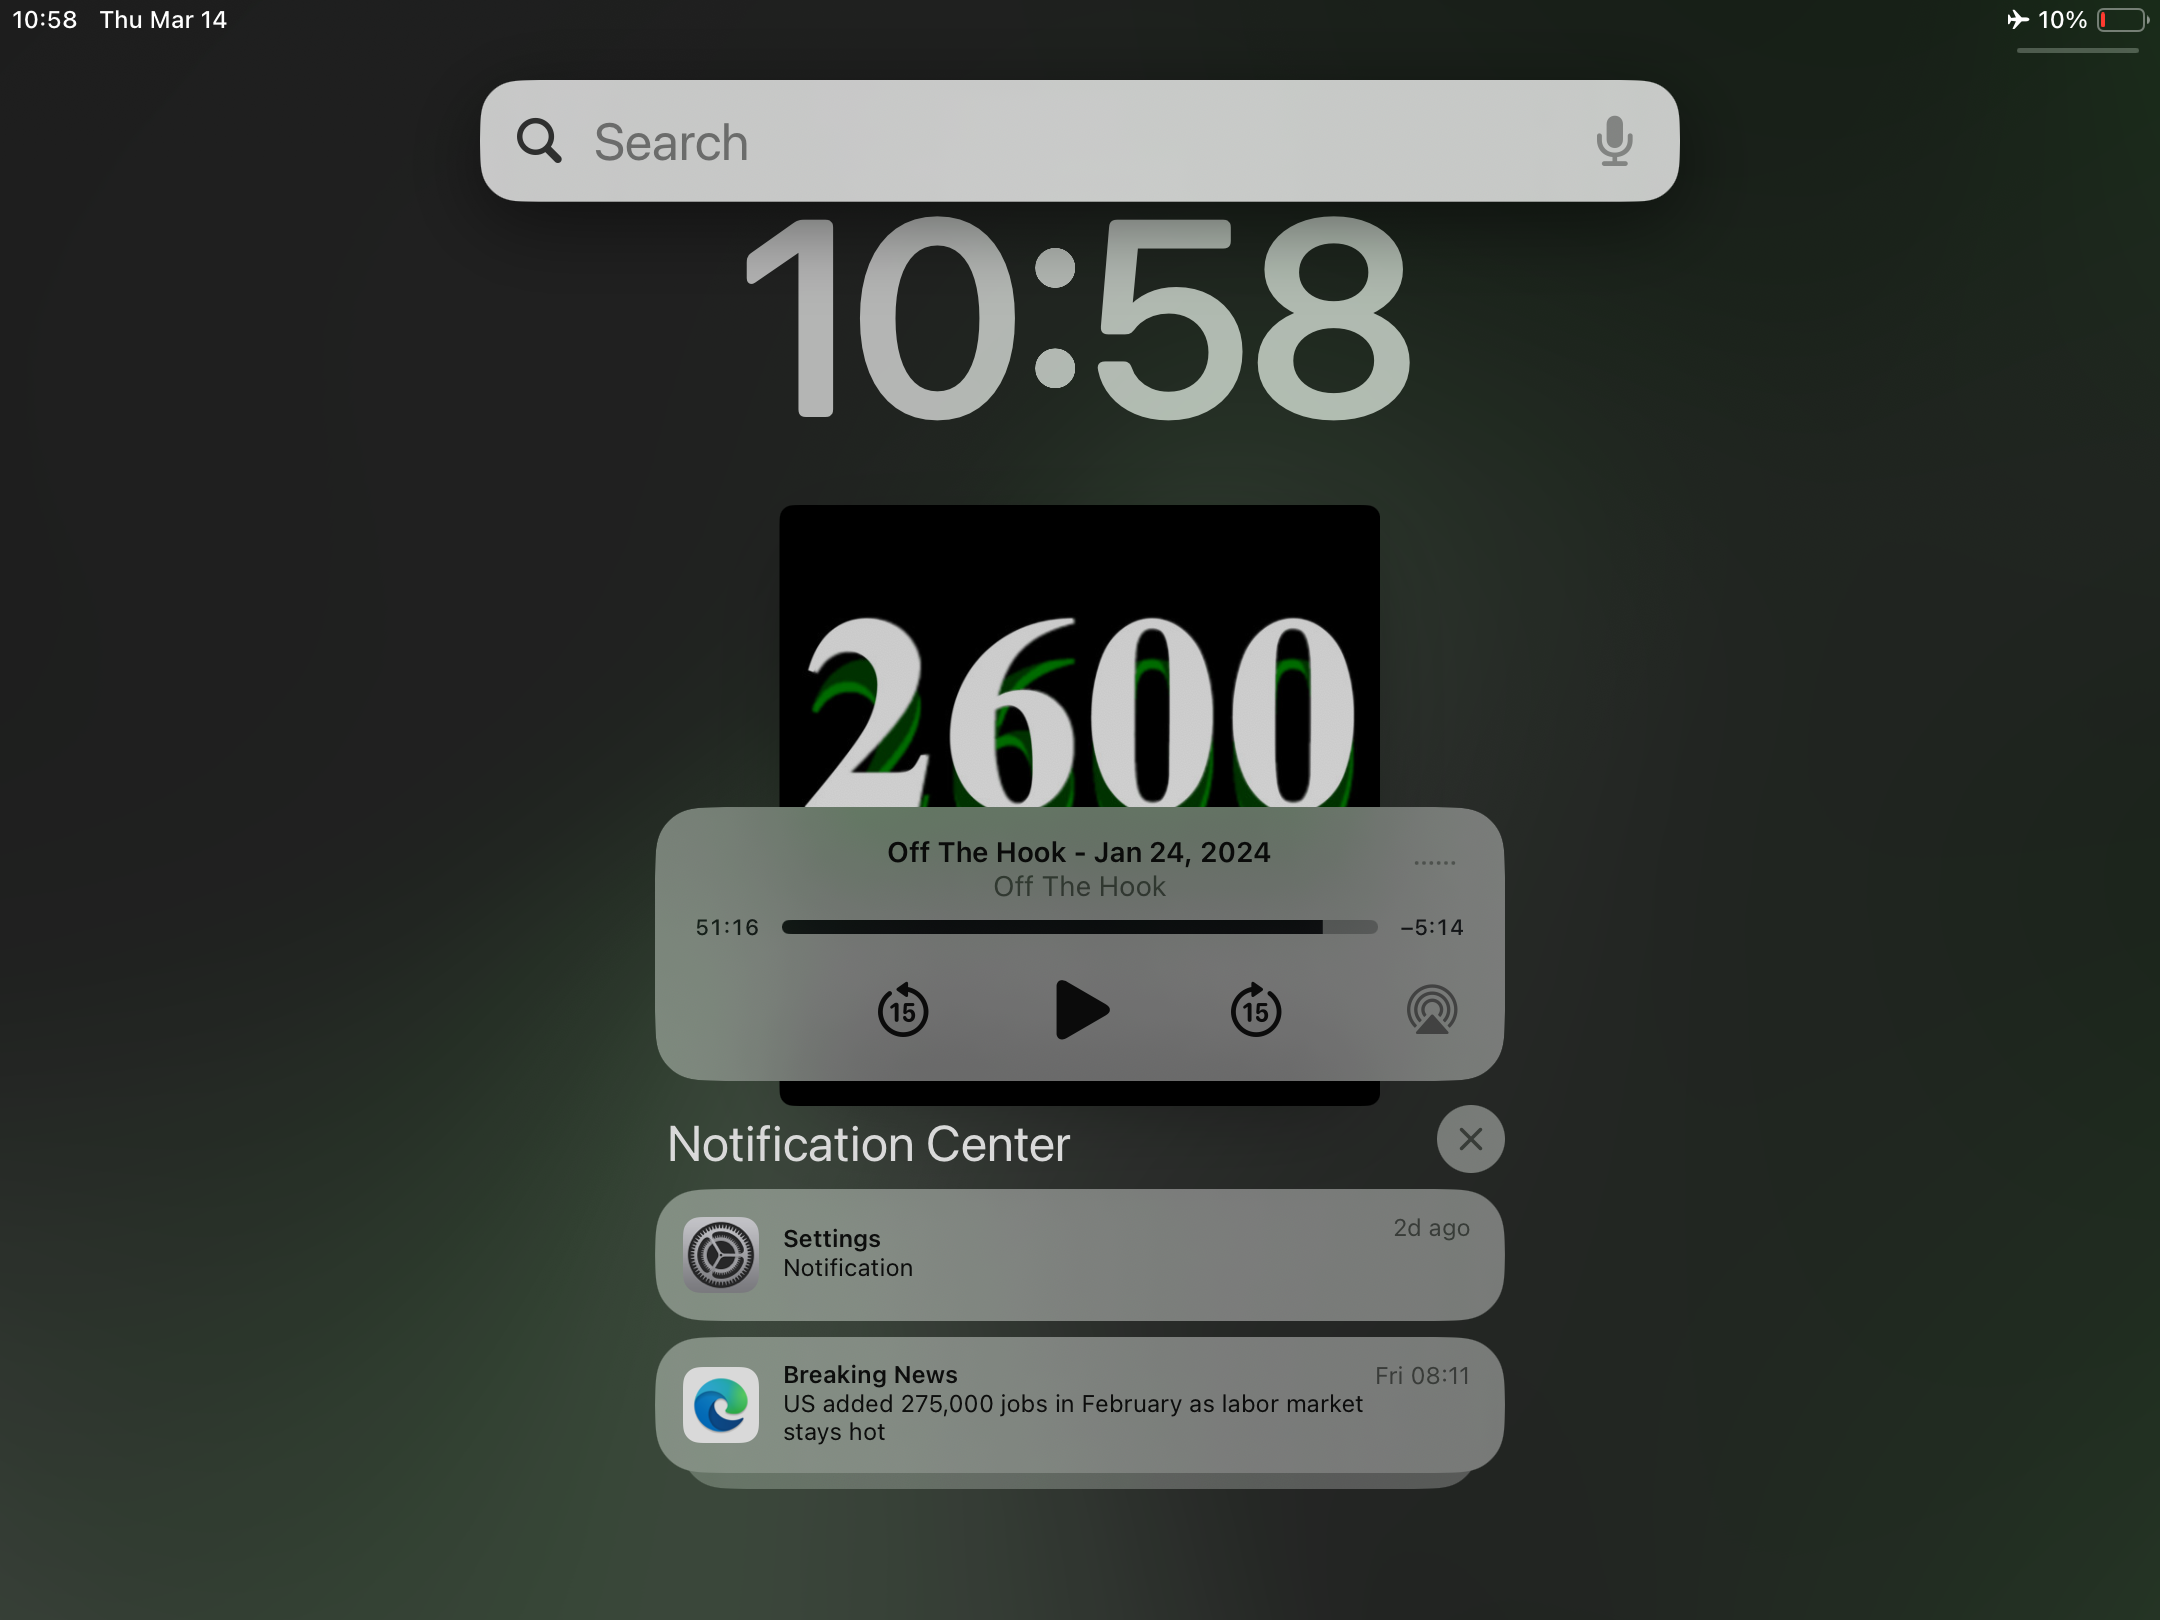 10:58 Thu Mar 14
10%
Search
10:58
2600
Off The Hook - Jan 24, 2024
Off The Hook
51:16
–5:14
15
15
Notification Center
Settings
2d ago
Notification
Breaking News
Fri 08:11
US added 275,000 jobs in February as labor market
stays hot